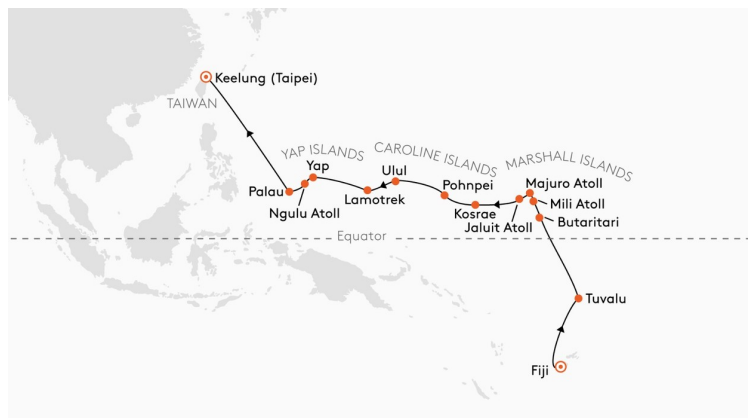 Keelung (Taipei)
TAIWAN
YAP ISLANDS
CAROLINE ISLANDS
MARSHALL ISLANDS
Yap
Ulul
Palau
Ngulu Atoll
Lamotrek
Pohnpei
Kosrae
Majuro Atoll
Mili Atoll
Jaluit Atoll
Butaritari
Equator
Tuvalu
Fiji